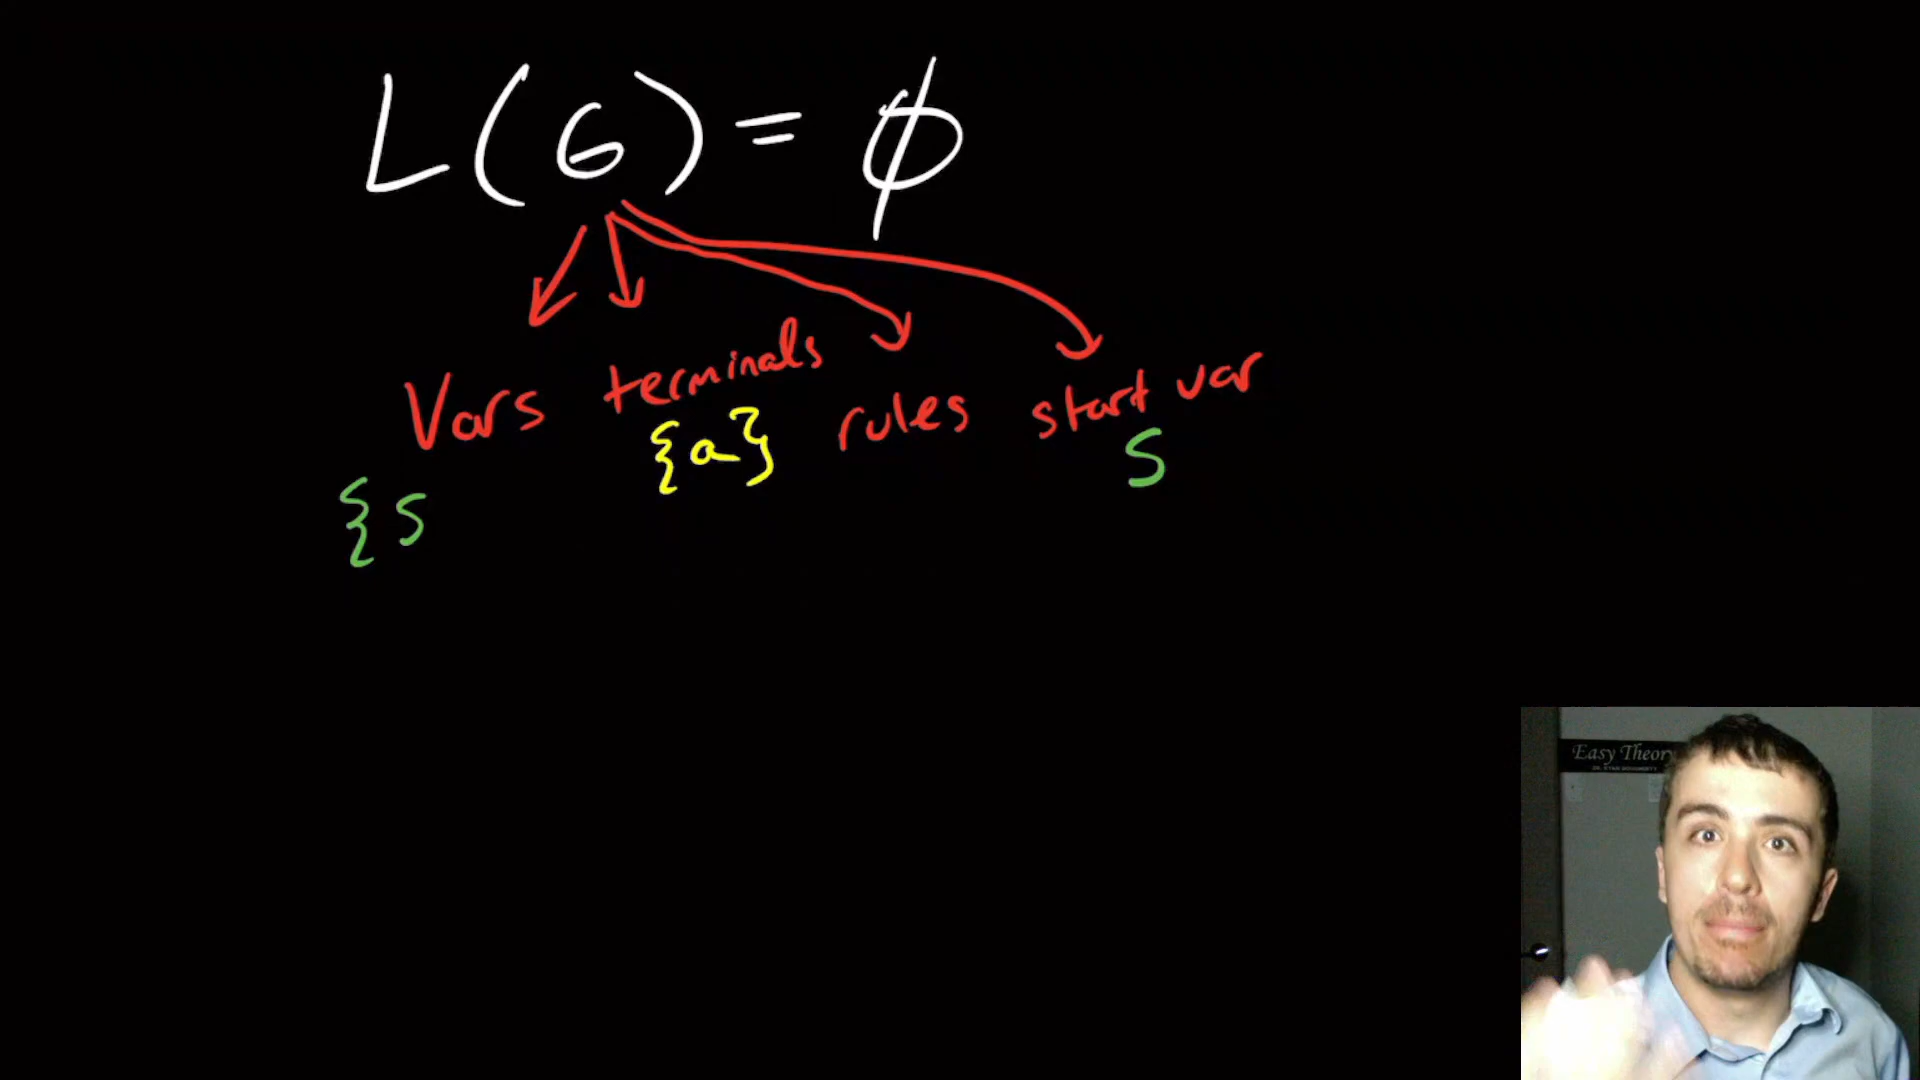 L(G) = ∅
Vars terminals rules start var
{a} S
{S
Easy Theory